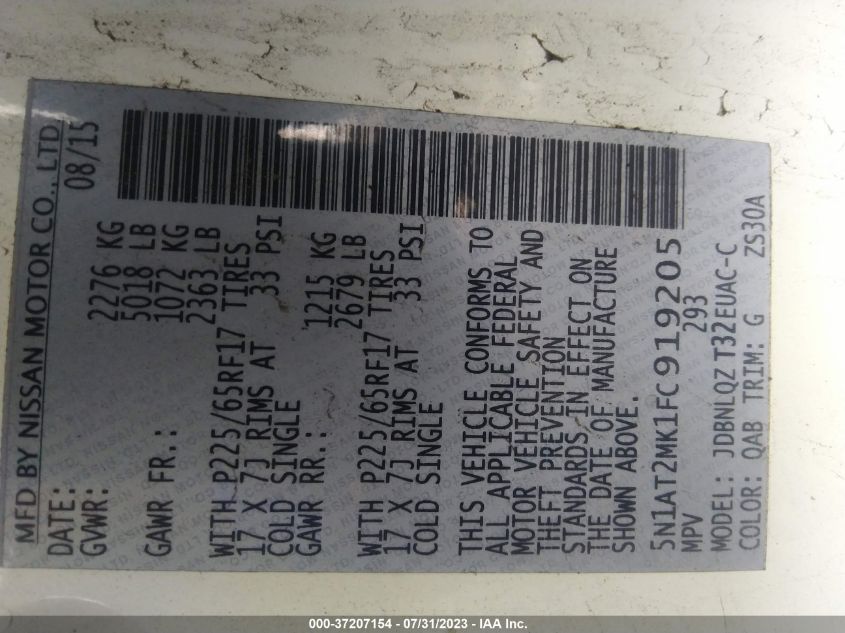 MFD BY NISSAN MOTOR CO., LTD
DATE: 08/15
GVWR: 2276 KG
5018 LB
GAWR FR.: 1072 KG
2363 LB
WITH P225/65RF17 TIRES
17 X 7J RIMS AT 33 PSI
COLD SINGLE
GAWR RR.: 1215 KG
2679 LB
WITH P225/65RF17 TIRES
17 X 7J RIMS AT 33 PSI
COLD SINGLE
THIS VEHICLE CONFORMS TO
ALL APPLICABLE FEDERAL
MOTOR VEHICLE SAFETY AND
THEFT PREVENTION
STANDARDS IN EFFECT ON
THE DATE OF MANUFACTURE
SHOWN ABOVE.
5N1AT2MK1FC919205
MPV 293
MODEL: JDBNLQZ T32EUAC-C
COLOR: QAB TRIM: G ZS30A
000-37207154 - 07/31/2023 - IAA Inc.